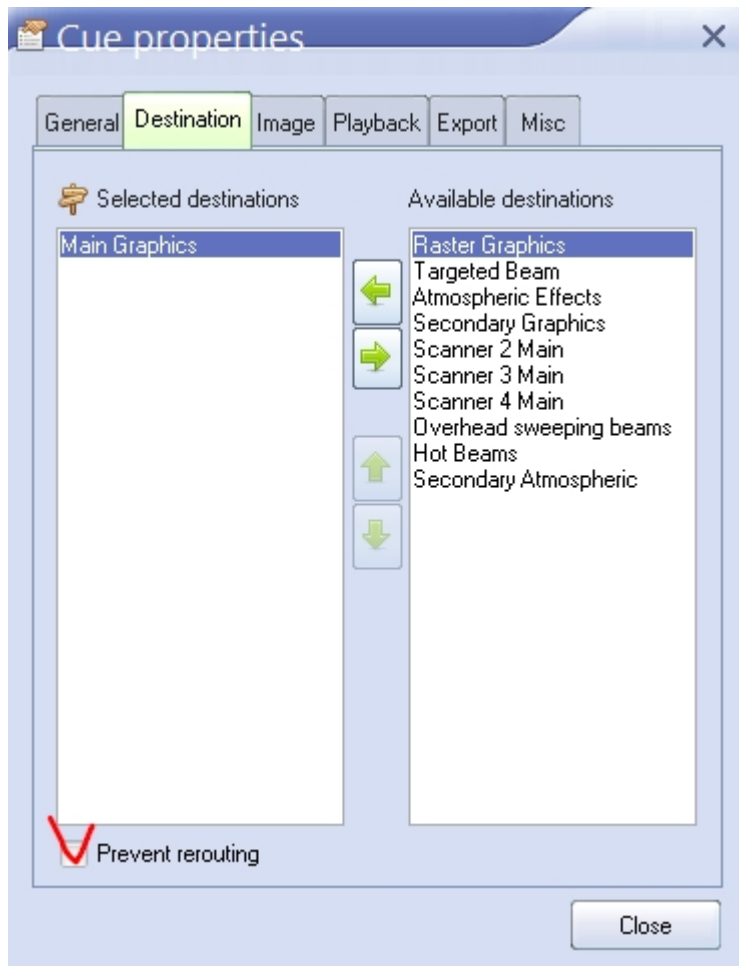 Cue properties
General Destination Image Playback Export Misc
Selected destinations
Main Graphics
Available destinations
Raster Graphics
Targeted Beam
Atmospheric Effects
Secondary Graphics
Scanner 2 Main
Scanner 3 Main
Scanner 4 Main
Overhead sweeping beams
Hot Beams
Secondary Atmospheric
Prevent rerouting
Close